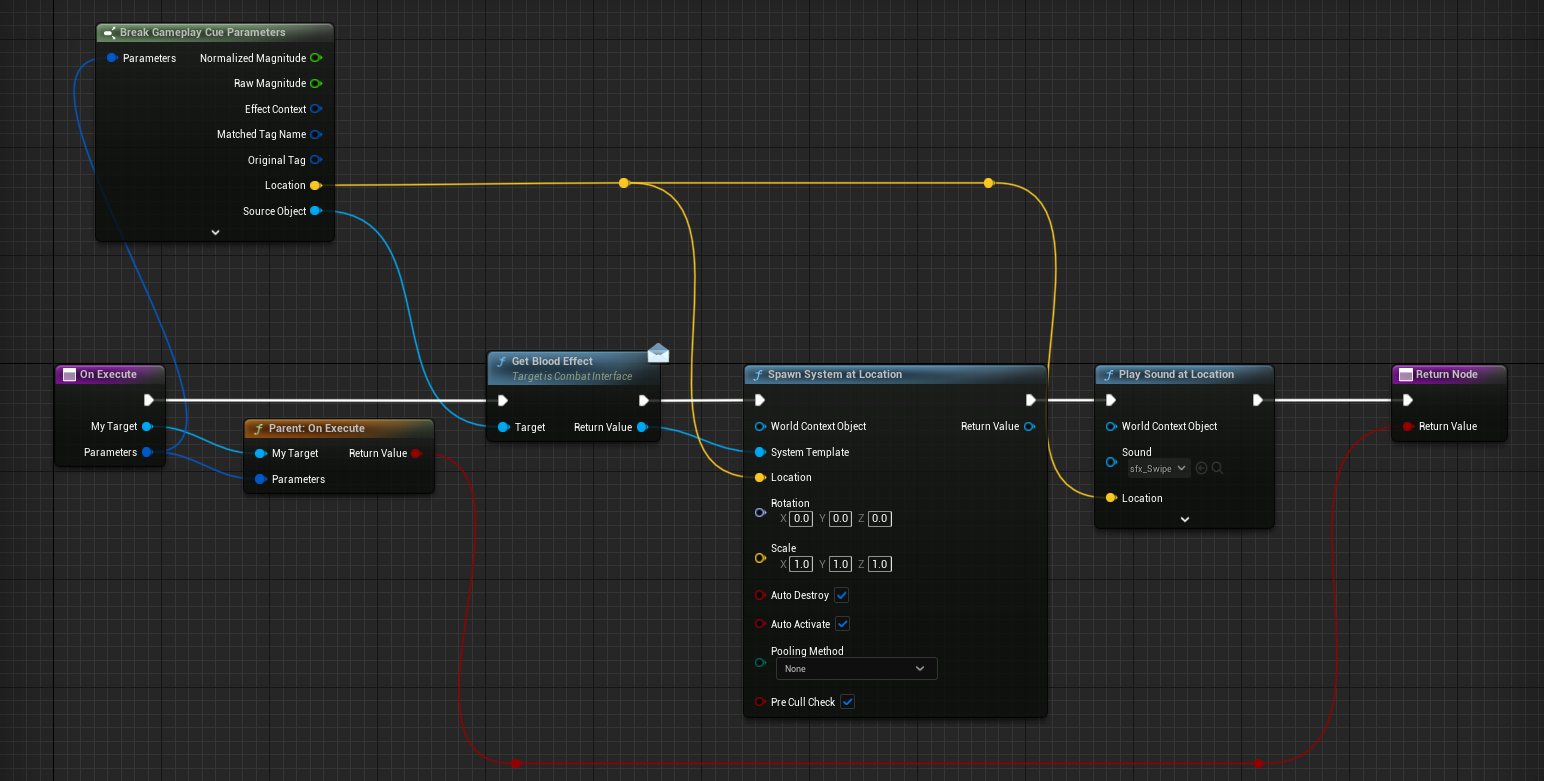 Break Gameplay Cue Parameters
Parameters
Normalized Magnitude
Raw Magnitude
Effect Context
Matched Tag Name
Original Tag
Location
Source Object
On Execute
My Target
Parameters
Parent: On Execute
My Target
Return Value
Parameters
Get Blood Effect
Target is Combat Interface
Target
Return Value
Spawn System at Location
World Context Object
Return Value
System Template
Location
Rotation
X 0.0 Y 0.0 Z 0.0
Scale
X 1.0 Y 1.0 Z 1.0
Auto Destroy
Auto Activate
Pooling Method
None
Pre Cull Check
Play Sound at Location
World Context Object
Sound
sfx_Swipe
Location
Return Node
Return Value